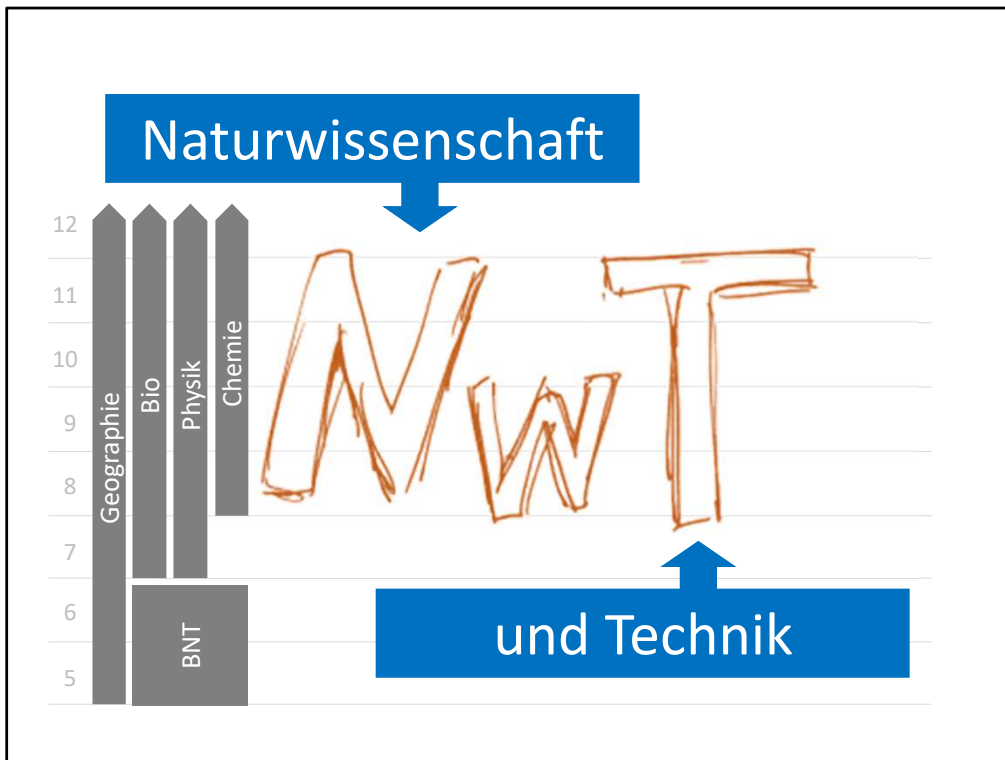 Naturwissenschaft
12
11
10
9
8
7
6
5
Geographie
Bio
Physik
Chemie
BNT
NwT
und Technik